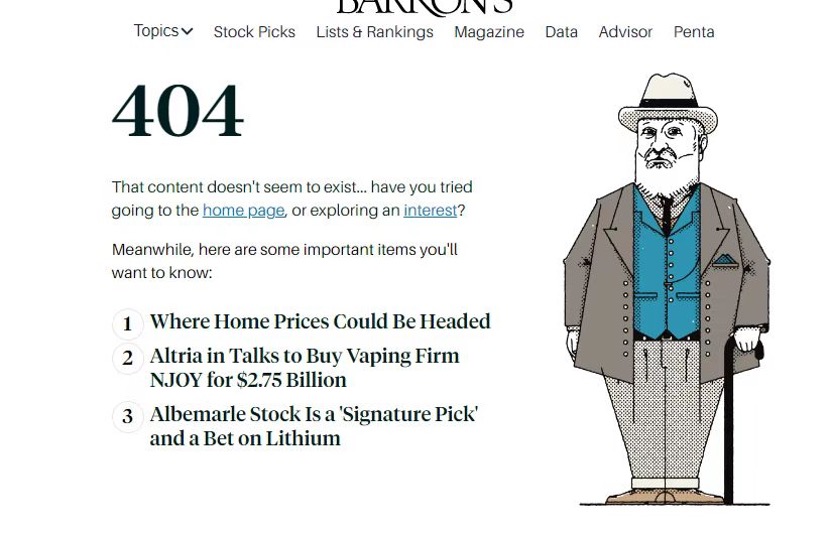 BARRON'S
Topics Stock Picks Lists & Rankings Magazine Data Advisor Penta
404
That content doesn't seem to exist... have you tried
going to the home page, or exploring an interest?
Meanwhile, here are some important items you'll
want to know:
1 Where Home Prices Could Be Headed
2 Altria in Talks to Buy Vaping Firm
NJOY for $2.75 Billion
3 Albemarle Stock Is a 'Signature Pick'
and a Bet on Lithium